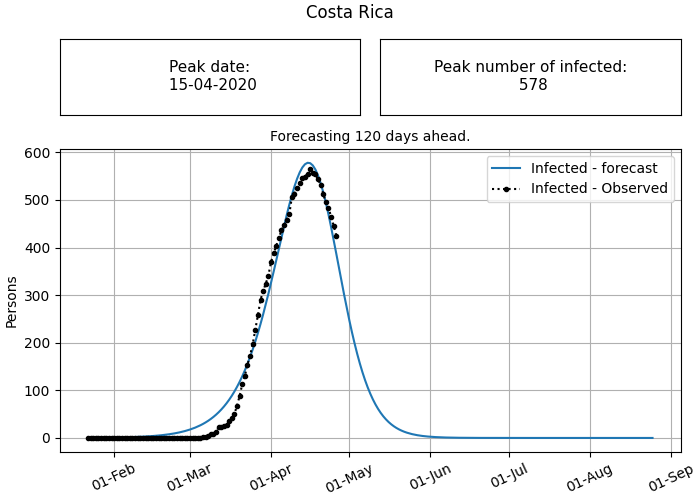 Costa Rica
Peak date:
15-04-2020
Peak number of infected:
578
Forecasting 120 days ahead.
Infected - forecast
Infected - Observed
Persons
600
500
400
300
200
100
0
01-Feb
01-Mar
01-Apr
01-May
01-Jun
01-Jul
01-Aug
01-Sep